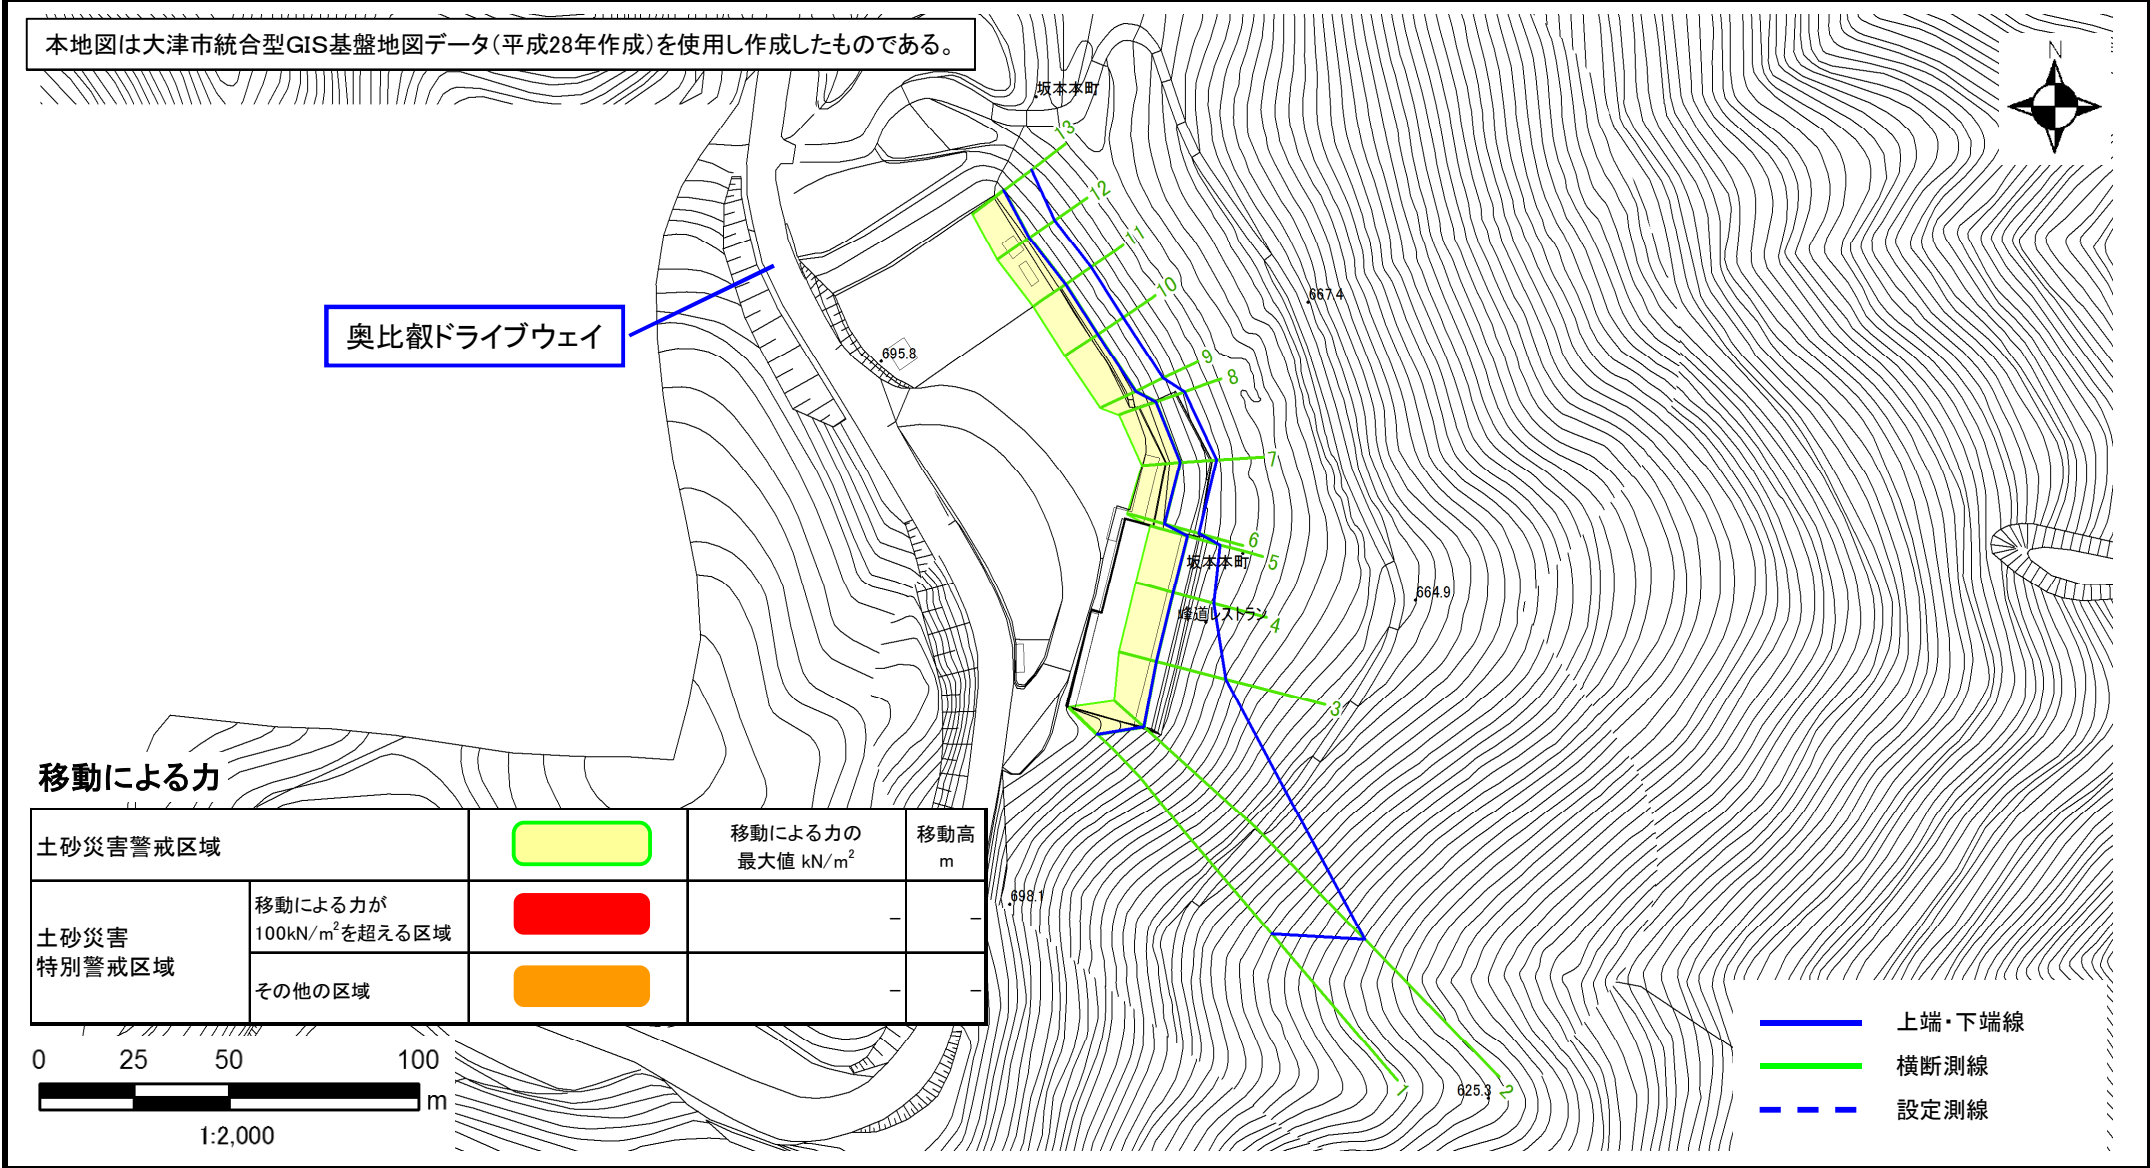 本地図は大津市統合型GIS基盤地図データ(平成28年作成)を使用し作成したものである。
N
坂本本町
13
12
11
10
667.4
奥比叡ドライブウェイ
695.8
9
8
7
6
5
坂本本町
664.9
峰道レストラン
4
3
移動による力
土砂災害警戒区域
移動による力の
最大値 kN/m²
移動高
m
土砂災害
特別警戒区域
移動による力が
100kN/m²を超える区域
－
－
その他の区域
－
－
698.1
0 25 50 100
m
1:2,000
1
2
625.3
上端・下端線
横断測線
設定測線